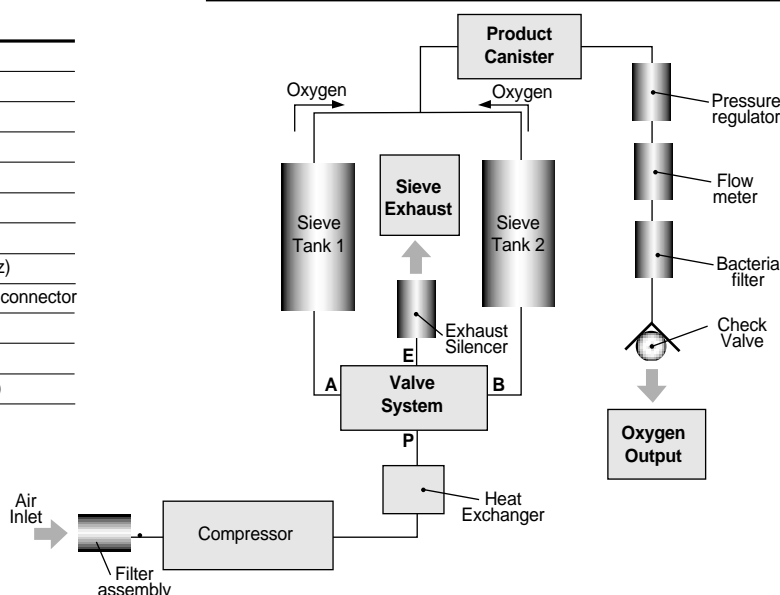 z)
connector
)
Product
Canister
Oxygen
Oxygen
Pressure
regulator
Sieve
Tank 1
Sieve
Exhaust
Sieve
Tank 2
Flow
meter
Bacteria
filter
Exhaust
Silencer
Check
Valve
E
A
Valve
System
B
P
Oxygen
Output
Heat
Exchanger
Air
Inlet
Compressor
Filter
assembly